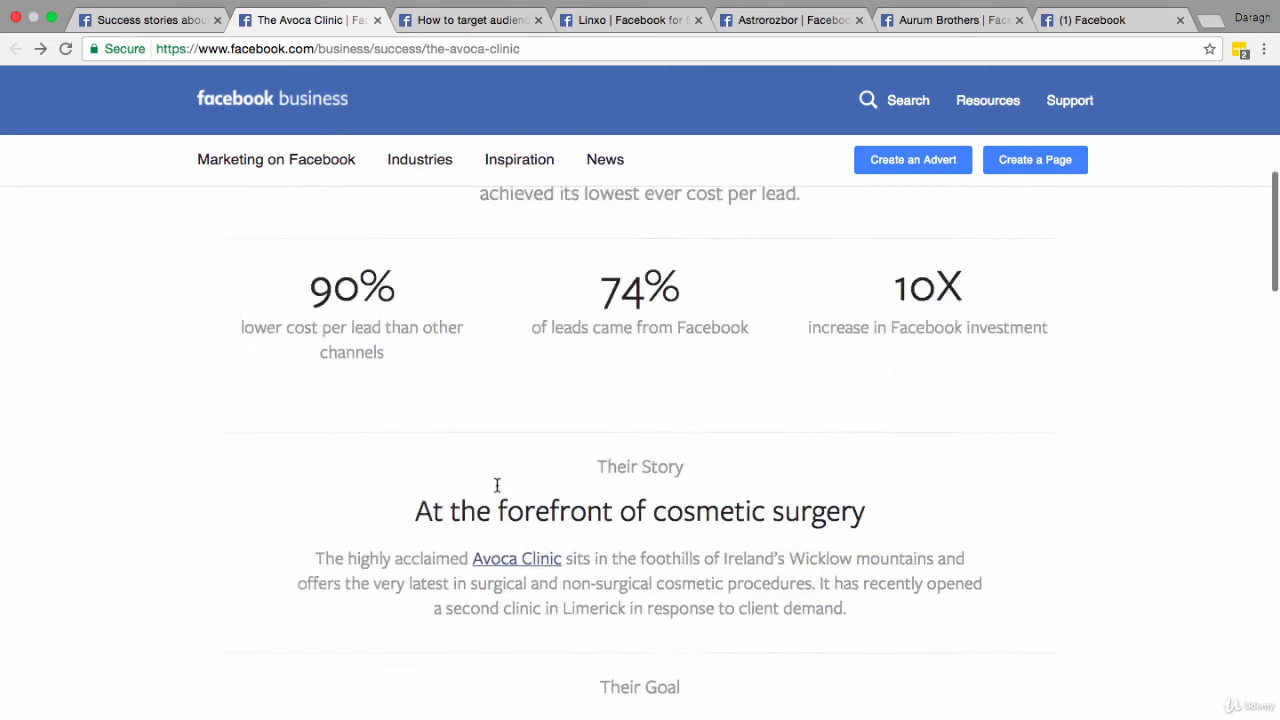 Success stories abou
The Avoca Clinic | Fa
How to target audien
Linxo | Facebook for
Astrorozbor | Faceboo
Aurum Brothers | Face
(1) Facebook
Daragh
Secure https://www.facebook.com/business/success/the-avoca-clinic
2
facebook business
Search Resources Support
Marketing on Facebook Industries Inspiration News Create an Advert Create a Page
achieved its lowest ever cost per lead.
90% 74% 10X
lower cost per lead than other of leads came from Facebook increase in Facebook investment
channels
Their Story
At the forefront of cosmetic surgery
The highly acclaimed Avoca Clinic sits in the foothills of Ireland's Wicklow mountains and
offers the very latest in surgical and non-surgical cosmetic procedures. It has recently opened
a second clinic in Limerick in response to client demand.
Their Goal
Udemy